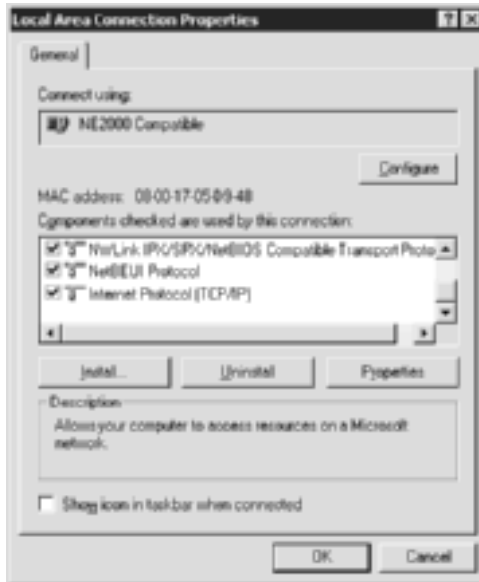 Local Area Connection Properties
General
Connect using:
NE2000 Compatible
Configure
MAC address: 08-00-17-05-09-48
Components checked are used by this connection:
NWLink IPX/SPX/NetBIOS Compatible Transport Proto
NetBEUI Protocol
Internet Protocol (TCP/IP)
Install...
Uninstall
Properties
Description
Allows your computer to access resources on a Microsoft
network.
Show icon in taskbar when connected
OK
Cancel